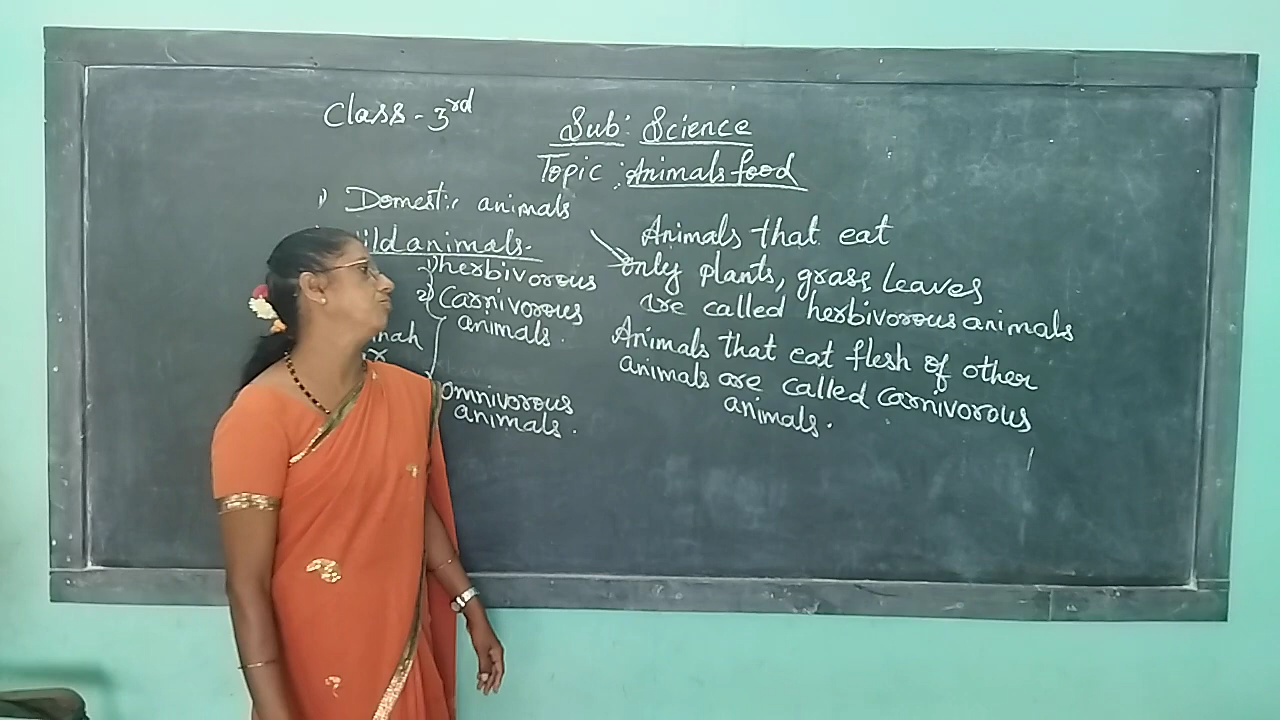 Class - 3rd
Sub: Science
Topic: Animals food
1) Domestic animals
animals.
1) herbivorous
2) Carnivorous
animals.
omnivorous
animals.
Animals that eat
only plants, grass leaves
are called herbivorous animals
Animals that eat flesh of other
animals are called carnivorous
animals.